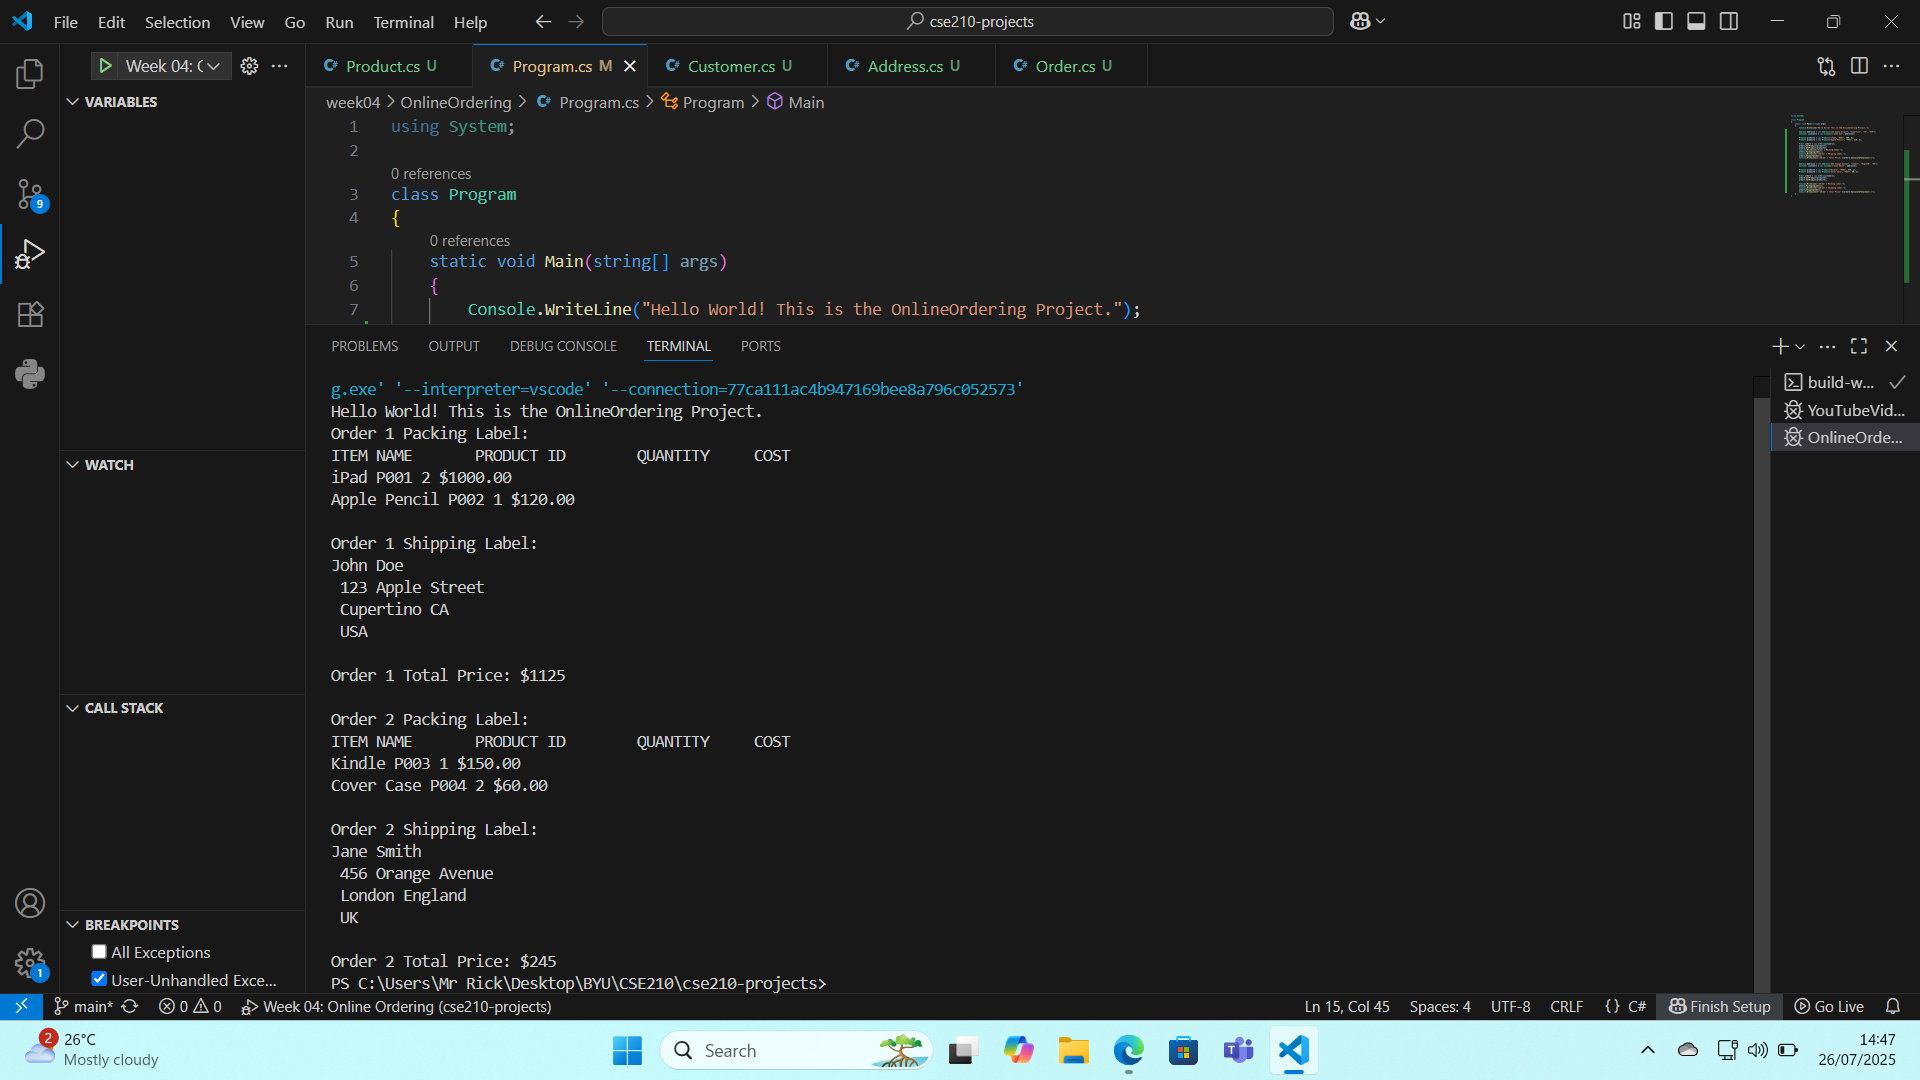 File Edit Selection View Go Run Terminal Help
cse210-projects
Week 04: (
Product.cs U
Program.cs M
Customer.cs U
Address.cs U
Order.cs U
VARIABLES
week04 > OnlineOrdering > Program.cs > Program > Main
1 using System;
2
0 references
3 class Program
4 {
0 references
5 static void Main(string[] args)
6 {
7 Console.WriteLine("Hello World! This is the OnlineOrdering Project.");
PROBLEMS OUTPUT DEBUG CONSOLE TERMINAL PORTS
g.exe' '--interpreter=vscode' '--connection=77ca111ac4b947169bee8a796c052573'
Hello World! This is the OnlineOrdering Project.
Order 1 Packing Label:
ITEM NAME PRODUCT ID QUANTITY COST
iPad P001 2 $1000.00
Apple Pencil P002 1 $120.00
Order 1 Shipping Label:
John Doe
123 Apple Street
Cupertino CA
USA
Order 1 Total Price: $1125
Order 2 Packing Label:
ITEM NAME PRODUCT ID QUANTITY COST
Kindle P003 1 $150.00
Cover Case P004 2 $60.00
Order 2 Shipping Label:
Jane Smith
456 Orange Avenue
London England
UK
Order 2 Total Price: $245
PS C:\Users\Mr Rick\Desktop\BYU\CSE210\cse210-projects>
build-w...
YouTubeVid...
OnlineOrde...
9
WATCH
CALL STACK
BREAKPOINTS
All Exceptions
User-Unhandled Exce...
1
main* 0 0 Week 04: Online Ordering (cse210-projects)
Ln 15, Col 45 Spaces: 4 UTF-8 CRLF {} C# Finish Setup Go Live
2
26°C
Mostly cloudy
Search
14:47
26/07/2025